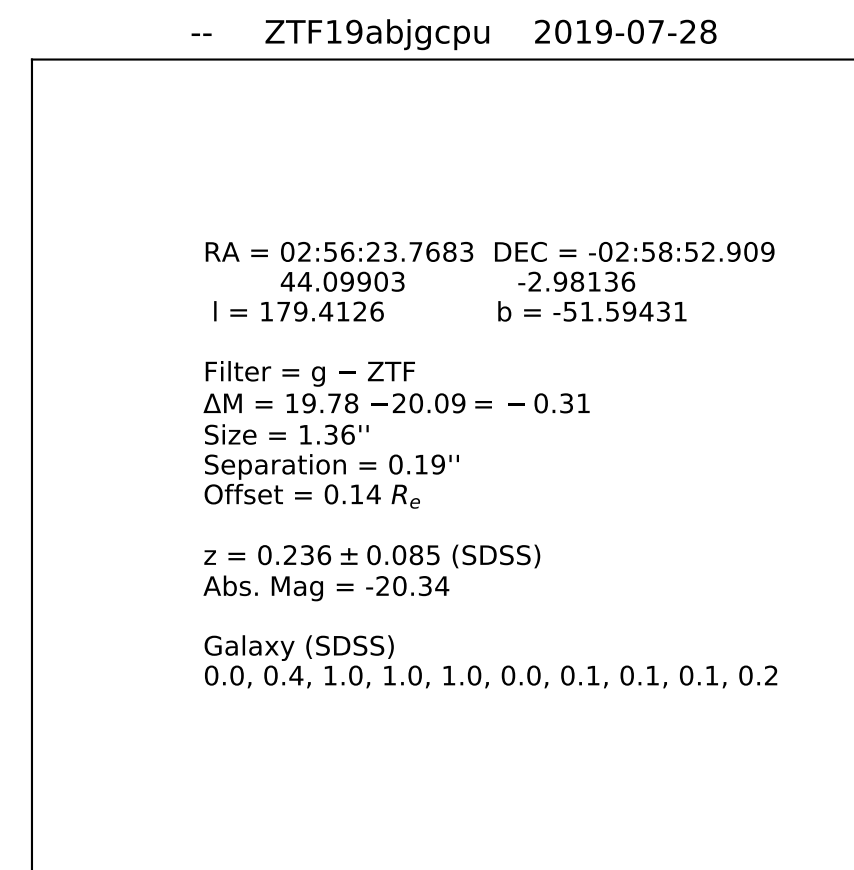 -- ZTF19abjgcpu 2019-07-28
RA = 02:56:23.7683 DEC = -02:58:52.909
44.09903 -2.98136
l = 179.4126 b = -51.59431
Filter = g − ZTF
ΔM = 19.78 −20.09 = − 0.31
Size = 1.36''
Separation = 0.19''
Offset = 0.14 Rₑ
z = 0.236 ± 0.085 (SDSS)
Abs. Mag = -20.34
Galaxy (SDSS)
0.0, 0.4, 1.0, 1.0, 1.0, 0.0, 0.1, 0.1, 0.1, 0.2